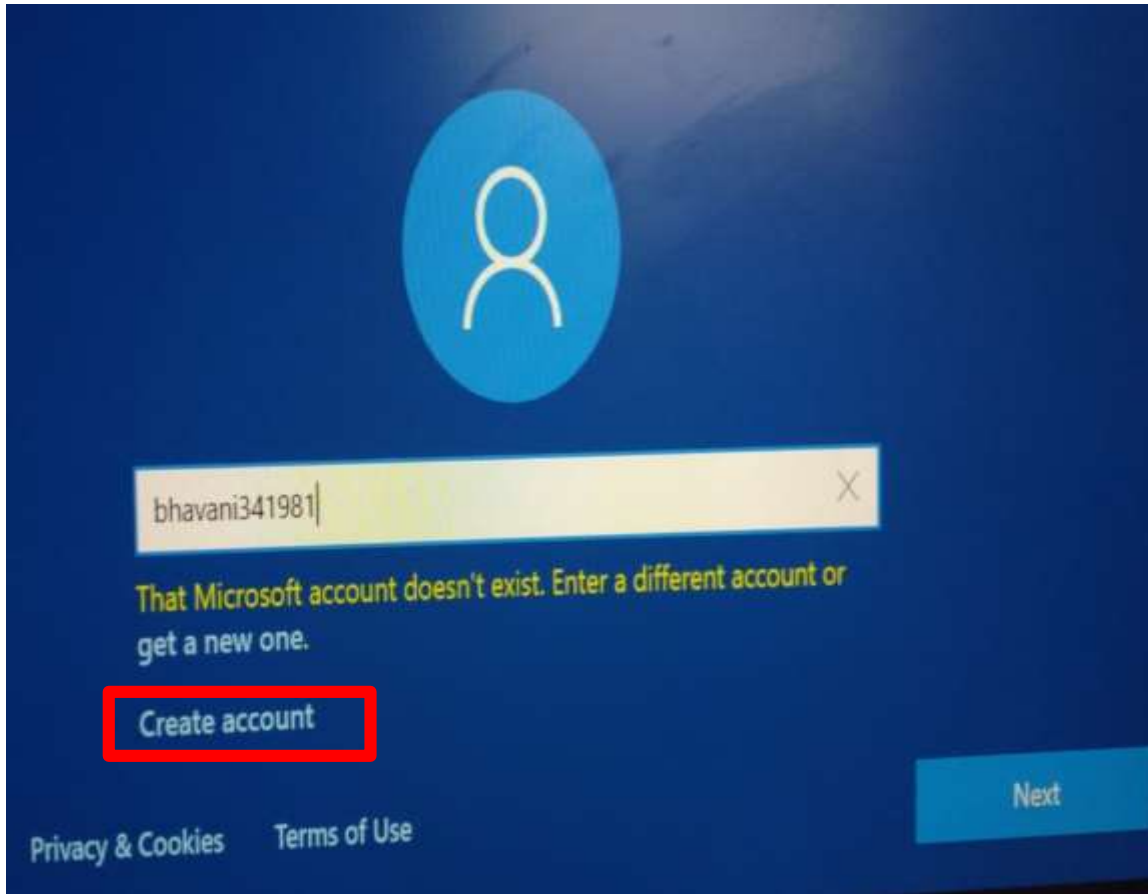 bhavani341981
X
That Microsoft account doesn't exist. Enter a different account or
get a new one.
Create account
Next
Privacy & Cookies Terms of Use